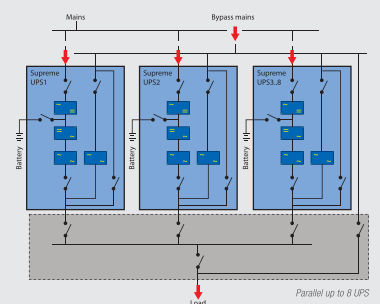 Mains
Bypass mains
Supreme
UPS1
Supreme
UPS2
Supreme
UPS3..8
Battery
Battery
Battery
Parallel up to 8 UPS
Load